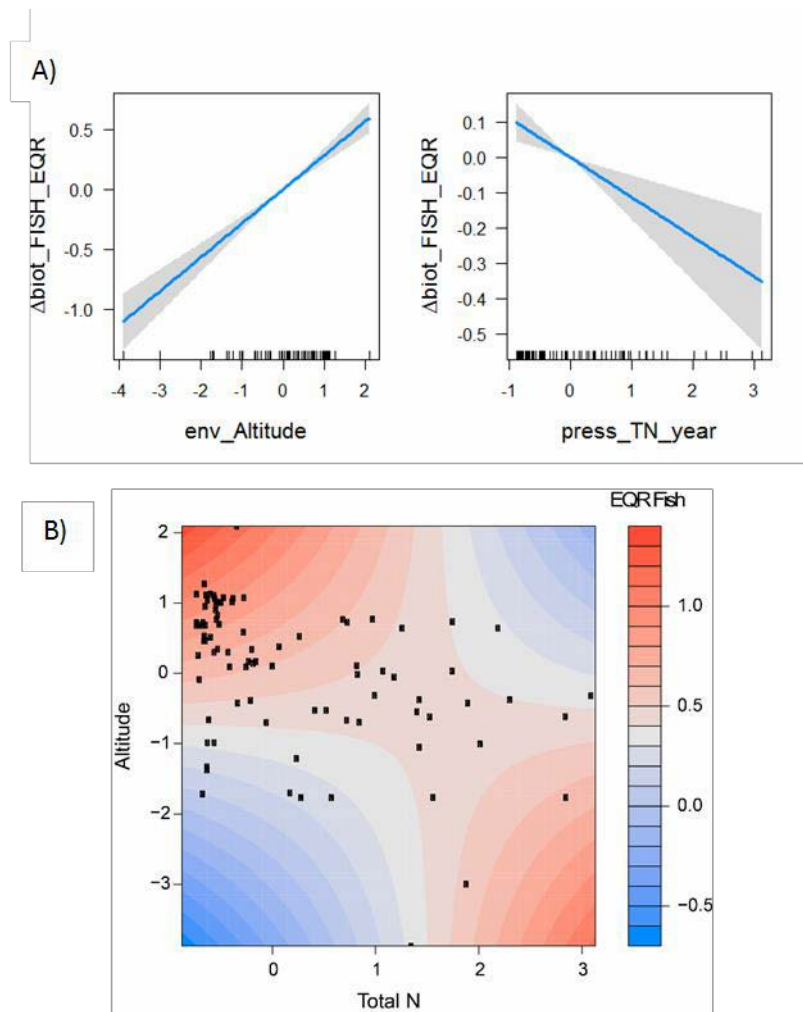 A)
Δbiot_FISH_EQR
0.5
0.0
-0.5
-1.0
-4 -3 -2 -1 0 1 2
env_Altitude
Δbiot_FISH_EQR
0.1
0.0
-0.1
-0.2
-0.3
-0.4
-0.5
-1 0 1 2 3
press_TN_year
B)
EQR Fish
Altitude
2
1
0
−1
−2
−3
0 1 2 3
Total N
1.0
0.5
0.0
−0.5